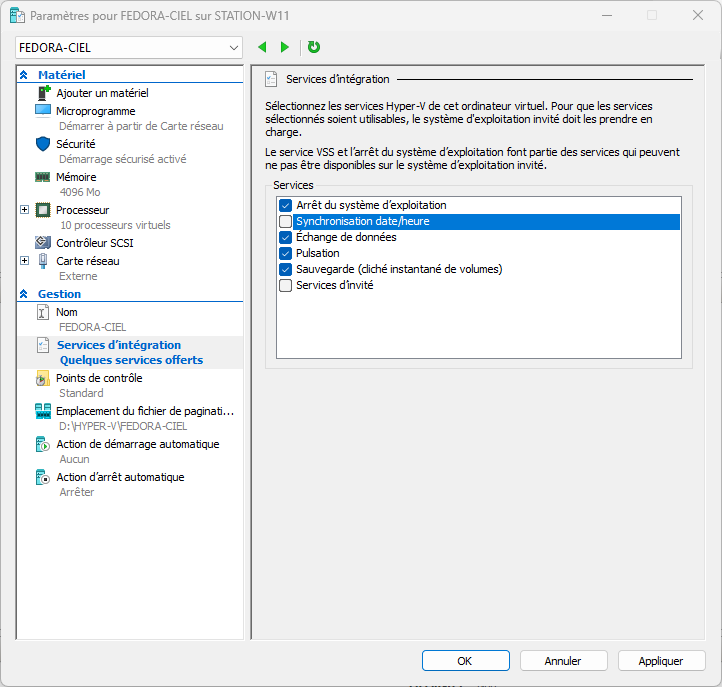 Paramètres pour FEDORA-CIEL sur STATION-W11
FEDORA-CIEL
Matériel
Ajouter un matériel
Microprogramme
Démarrer à partir de Carte réseau
Sécurité
Démarrage sécurisé activé
Mémoire
4096 Mo
Processeur
10 processeurs virtuels
Contrôleur SCSI
Carte réseau
Externe
Gestion
Nom
FEDORA-CIEL
Services d'intégration
Quelques services offerts
Points de contrôle
Standard
Emplacement du fichier de paginati...
D:\HYPER-V\FEDORA-CIEL
Action de démarrage automatique
Aucun
Action d'arrêt automatique
Arrêter
Services d'intégration
Sélectionnez les services Hyper-V de cet ordinateur virtuel. Pour que les services
sélectionnés soient utilisables, le système d'exploitation invité doit les prendre en
charge.
Le service VSS et l'arrêt du système d'exploitation font partie des services qui peuvent
ne pas être disponibles sur le système d'exploitation invité.
Services
Arrêt du système d'exploitation
Synchronisation date/heure
Échange de données
Pulsation
Sauvegarde (cliché instantané de volumes)
Services d'invité
OK
Annuler
Appliquer